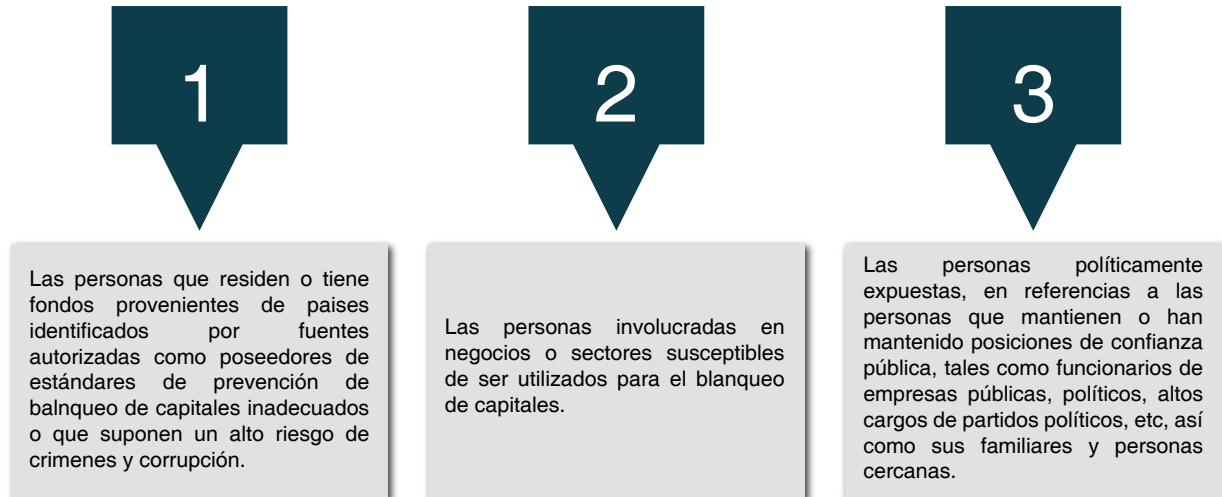 1
Las personas que residen o tiene
fondos provenientes de paises
identificados por fuentes
autorizadas como poseedores de
estándares de prevención de
balnqueo de capitales inadecuados
o que suponen un alto riesgo de
crimenes y corrupción.
2
Las personas involucradas en
negocios o sectores susceptibles
de ser utilizados para el blanqueo
de capitales.
3
Las personas políticamente
expuestas, en referencias a las
personas que mantienen o han
mantenido posiciones de confianza
pública, tales como funcionarios de
empresas públicas, políticos, altos
cargos de partidos políticos, etc, así
como sus familiares y personas
cercanas.